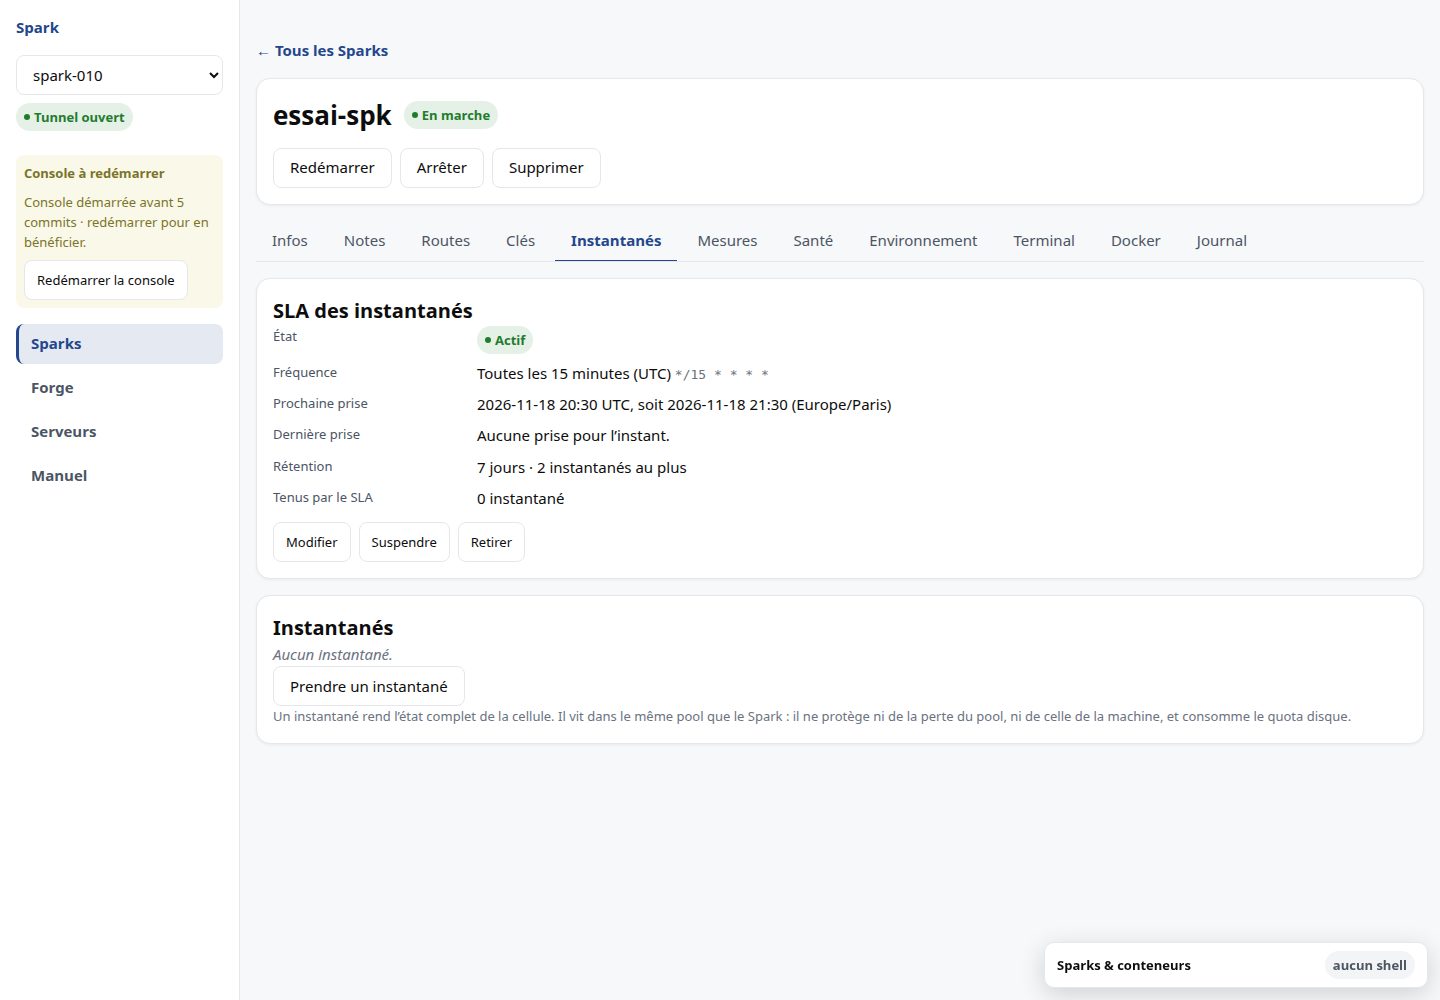 Spark
spark-010
Tunnel ouvert
Console à redémarrer
Console démarrée avant 5
commits · redémarrer pour en
bénéficier.
Redémarrer la console
Sparks
Forge
Serveurs
Manuel
← Tous les Sparks
essai-spk En marche
Redémarrer Arrêter Supprimer
Infos Notes Routes Clés Instantanés Mesures Santé Environnement Terminal Docker Journal
SLA des instantanés
État Actif
Fréquence Toutes les 15 minutes (UTC) */15 * * * *
Prochaine prise 2026-11-18 20:30 UTC, soit 2026-11-18 21:30 (Europe/Paris)
Dernière prise Aucune prise pour l’instant.
Rétention 7 jours · 2 instantanés au plus
Tenus par le SLA 0 instantané
Modifier Suspendre Retirer
Instantanés
Aucun instantané.
Prendre un instantané
Un instantané rend l’état complet de la cellule. Il vit dans le même pool que le Spark : il ne protège ni de la perte du pool, ni de celle de la machine, et consomme le quota disque.
Sparks & conteneurs aucun shell